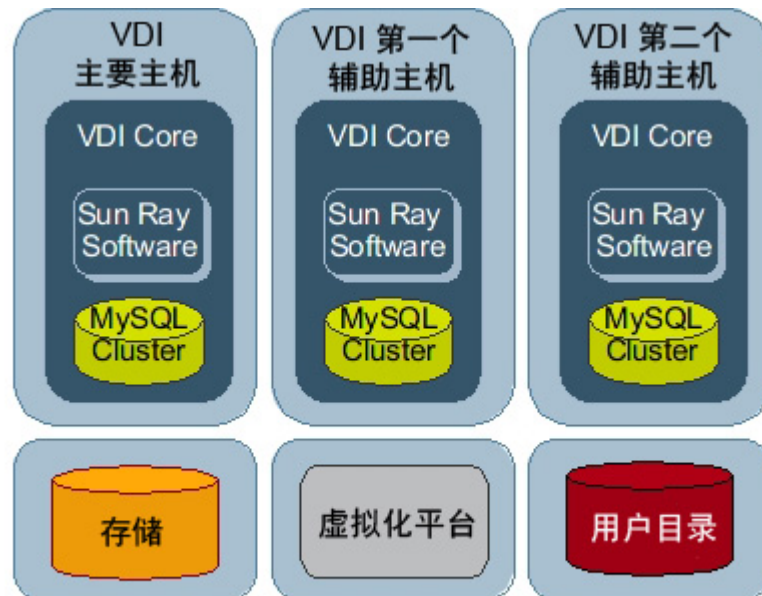 VDI
主要主机
VDI Core
Sun Ray
Software
MySQL
Cluster
VDI 第一个
辅助主机
VDI Core
Sun Ray
Software
MySQL
Cluster
VDI 第二个
辅助主机
VDI Core
Sun Ray
Software
MySQL
Cluster
存储
虚拟化平台
用户目录